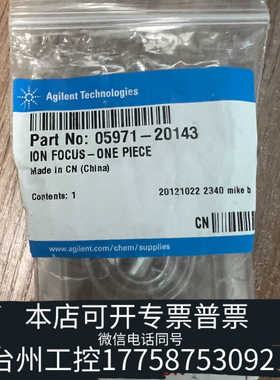 Agilent Technologies
Part No: 05971-20143
ION FOCUS-ONE PIECE
Made in CN (China)
Contents: 1
20121022 2340 mike b
CN
www.agilent.com/chem/supplies
本店可开专票普票
微信电话同号
台州工控17758753092